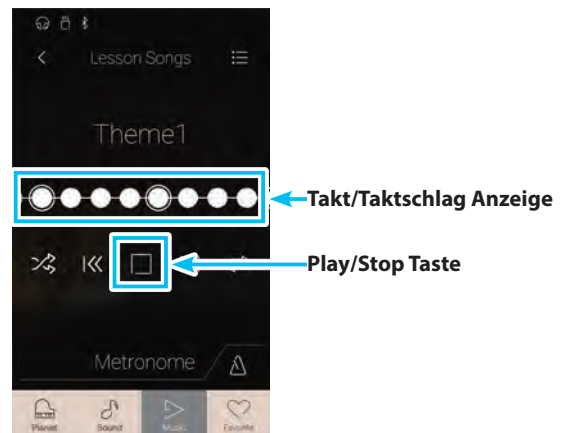 Lesson Songs
Theme1
Takt/Taktschlag Anzeige
Play/Stop Taste
Metronome
Pianist Sound Music Favorite